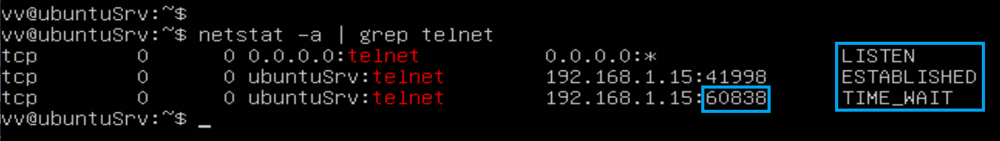 vv@ubuntuSrv:~$
vv@ubuntuSrv:~$ netstat -a | grep telnet
tcp 0 0 0.0.0.0:telnet 0.0.0.0:* LISTEN
tcp 0 0 ubuntuSrv:telnet 192.168.1.15:41998 ESTABLISHED
tcp 0 0 ubuntuSrv:telnet 192.168.1.15:60838 TIME_WAIT
vv@ubuntuSrv:~$ _